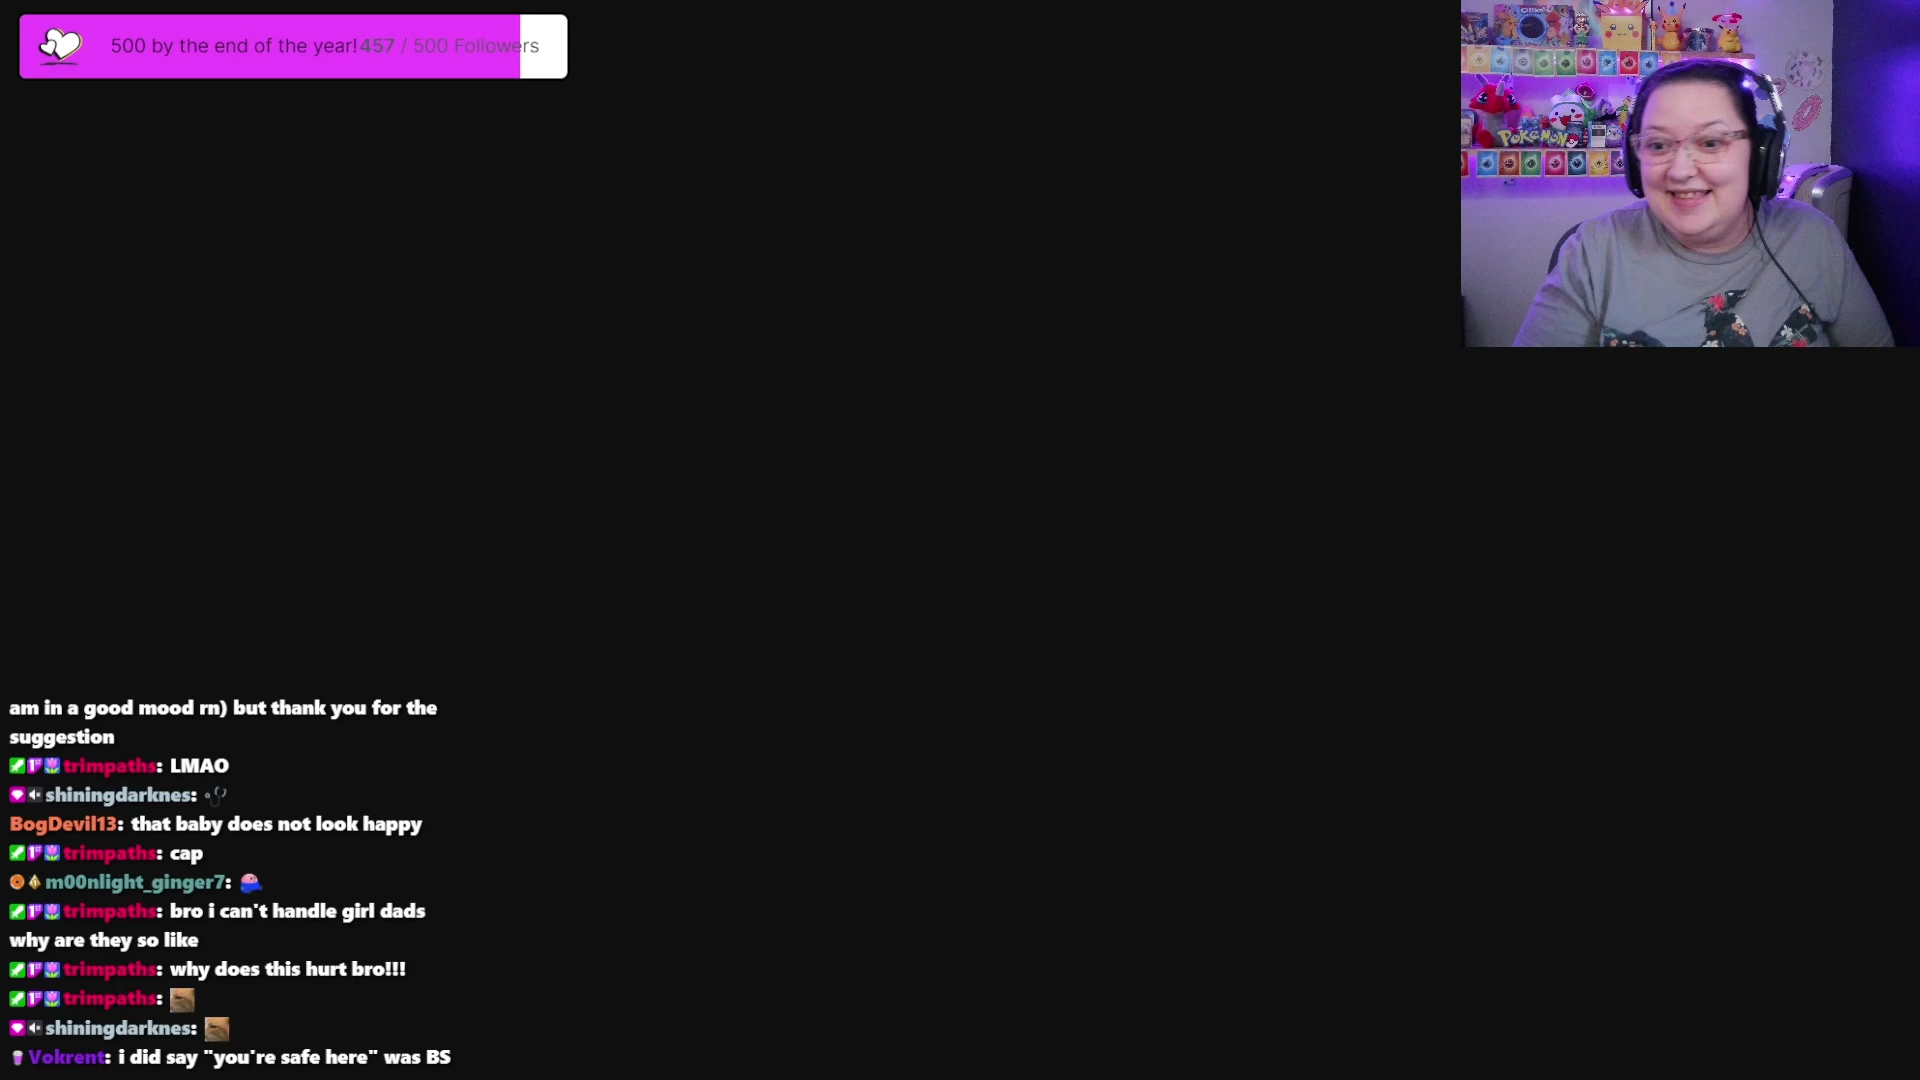 500 by the end of the year! 457 / 500 Followers
POKéMON
am in a good mood rn) but thank you for the
suggestion
trimpaths: LMAO
shiningdarknes:
BogDevil13: that baby does not look happy
trimpaths: cap
m00nlight_ginger7:
trimpaths: bro i can't handle girl dads
why are they so like
trimpaths: why does this hurt bro!!!
trimpaths:
shiningdarknes:
Vokrent: i did say "you're safe here" was BS